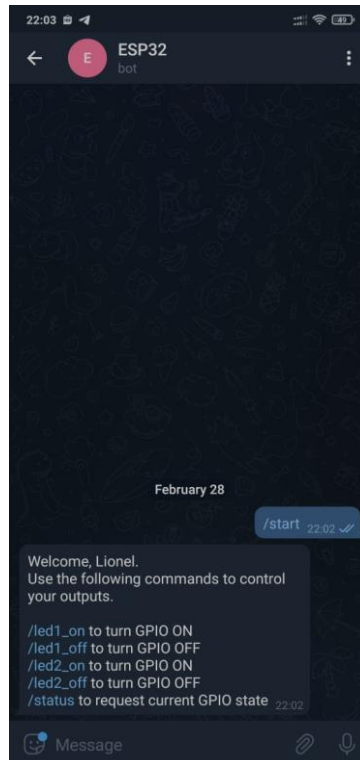 22:03
49
E
ESP32
bot
February 28
/start 22:02
Welcome, Lionel.
Use the following commands to control
your outputs.
/led1_on to turn GPIO ON
/led1_off to turn GPIO OFF
/led2_on to turn GPIO ON
/led2_off to turn GPIO OFF
/status to request current GPIO state 22:02
Message